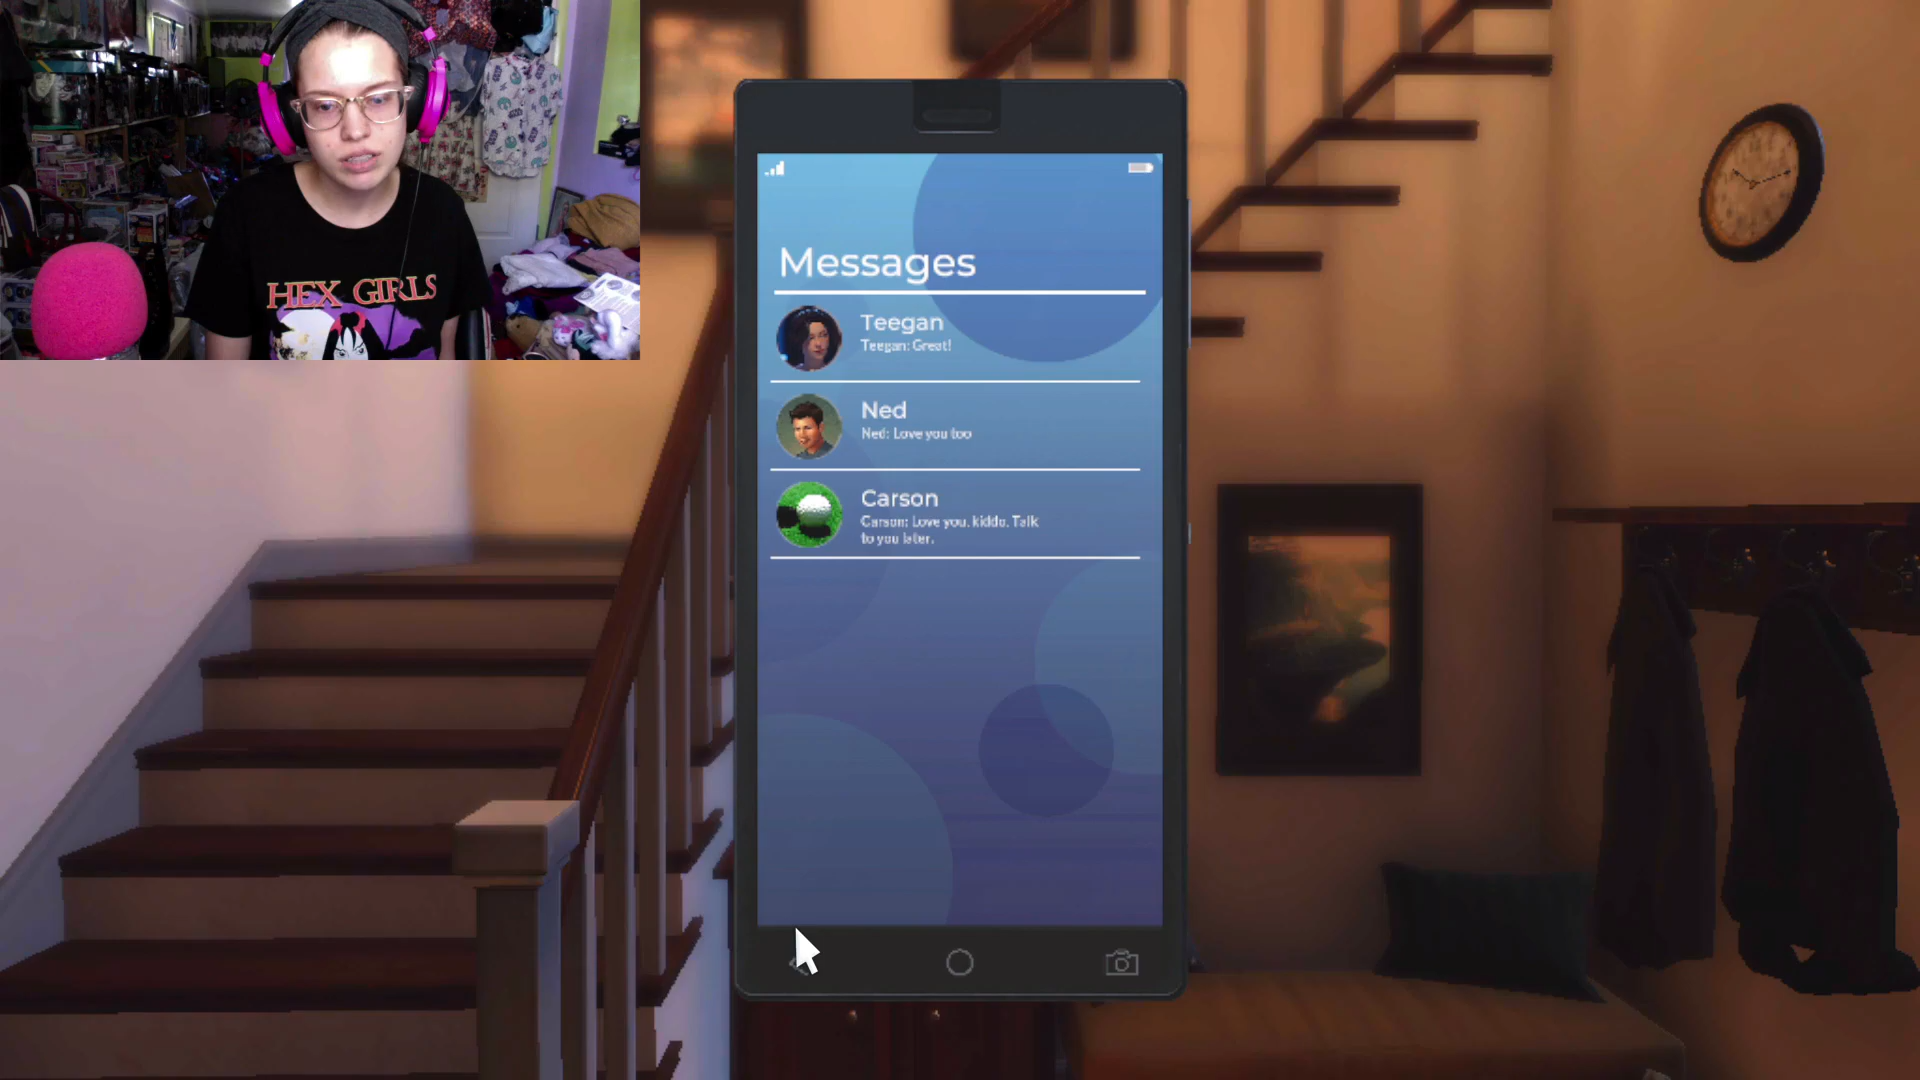 HEX GIRLS
Messages
Teegan
Teegan: Great!
Ned
Ned: Love you too
Carson
Carson: Love you, kiddo. Talk
to you later.